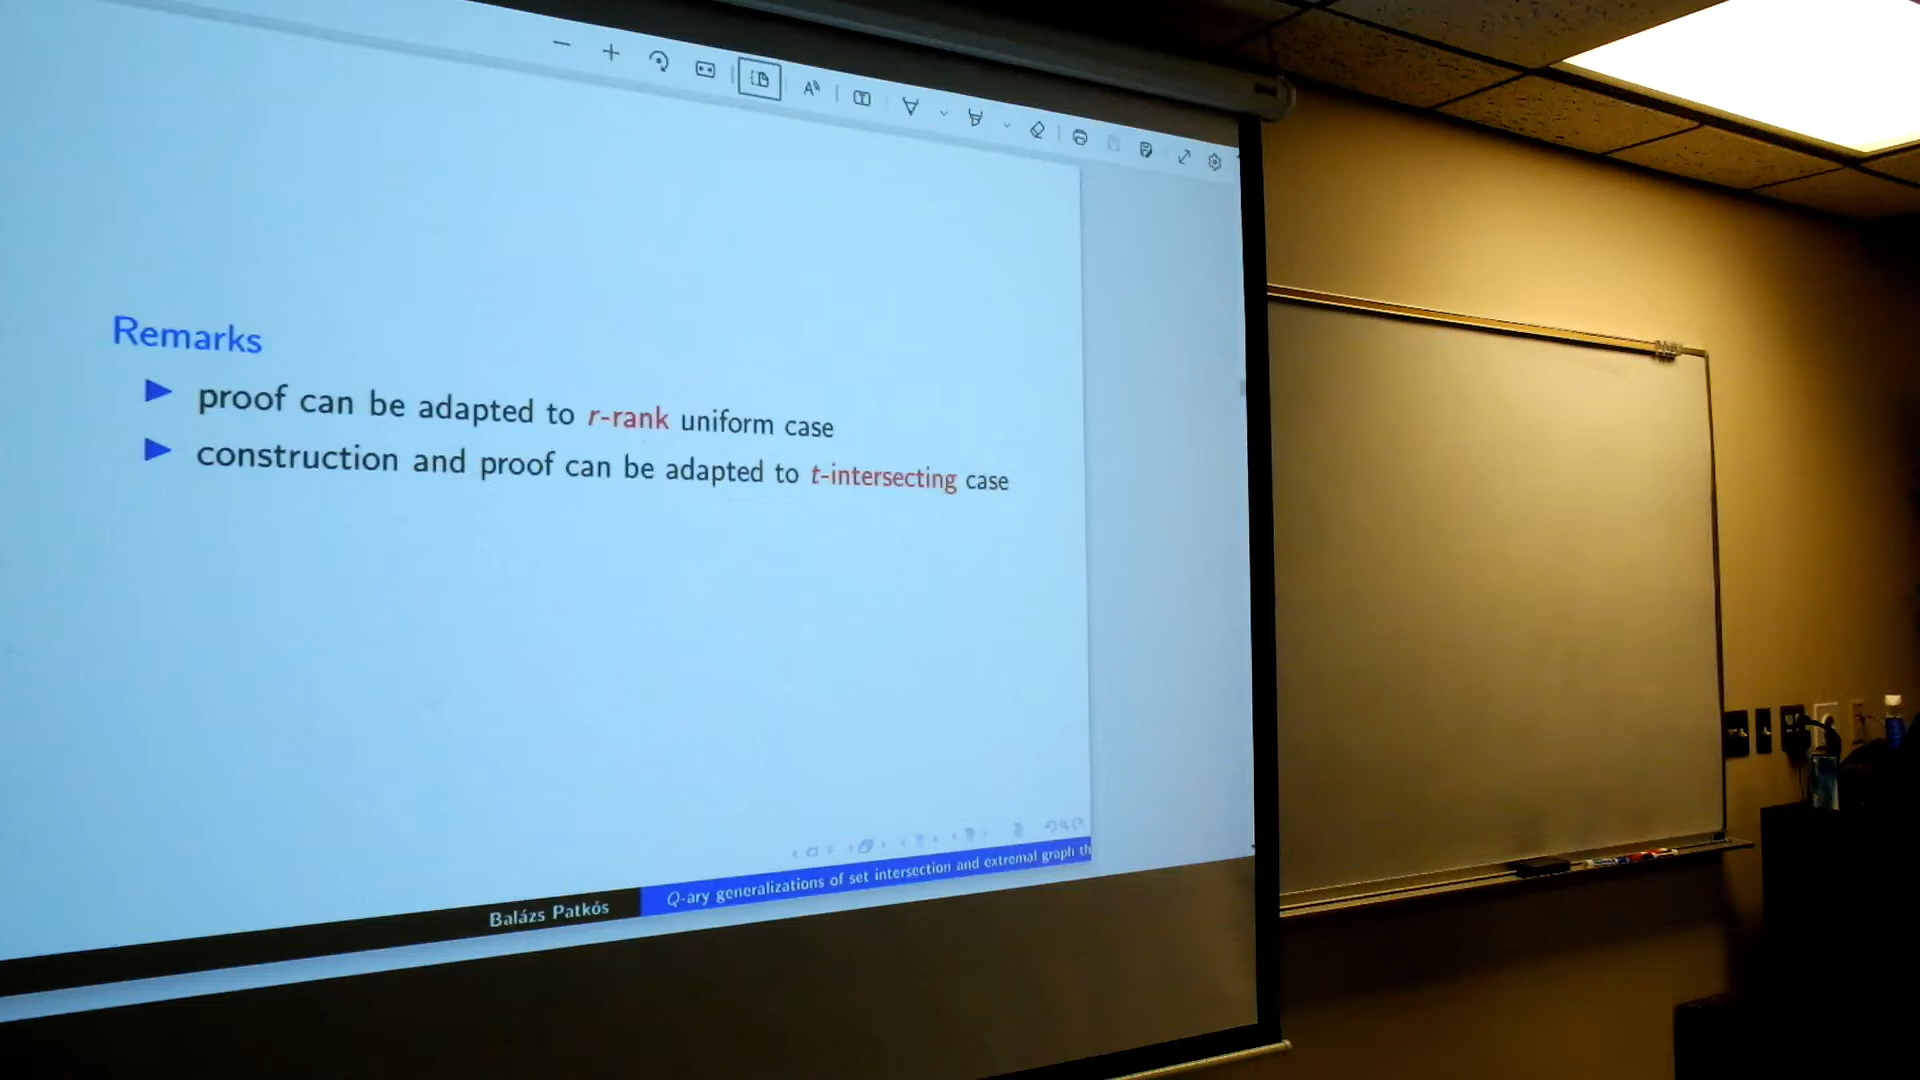 Remarks
▶ proof can be adapted to r-rank uniform case
▶ construction and proof can be adapted to t-intersecting case
Balázs Patkós
Q-ary generalizations of set intersection and extremal graph th